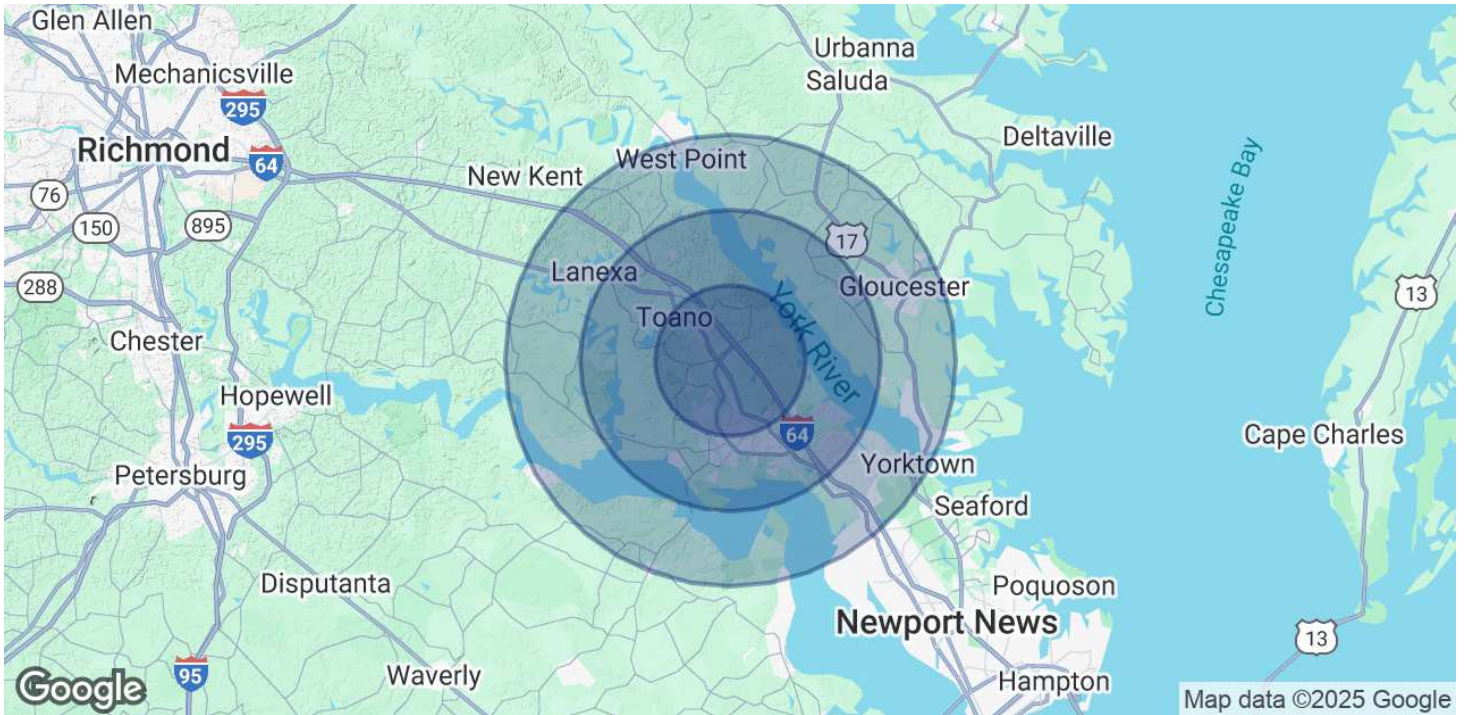 Glen Allen
Urbanna
Mechanicsville
Saluda
295
Deltaville
Richmond
64
West Point
New Kent
76
150
895
17
Chesapeake Bay
288
Lanexa
Gloucester
13
Toano
York River
Chester
Hopewell
295
64
Cape Charles
Petersburg
Yorktown
Seaford
Disputanta
Poquoson
Newport News
13
95
Waverly
Hampton
Google
Map data ©2025 Google